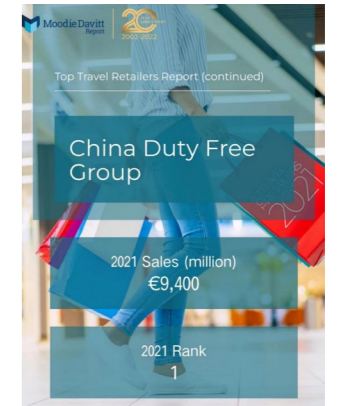 Moodie Davitt
Report
20
2002-2022
Top Travel Retailers Report (continued)
China Duty Free
Group
2021
2021 Sales (million)
€9,400
2021 Rank
1